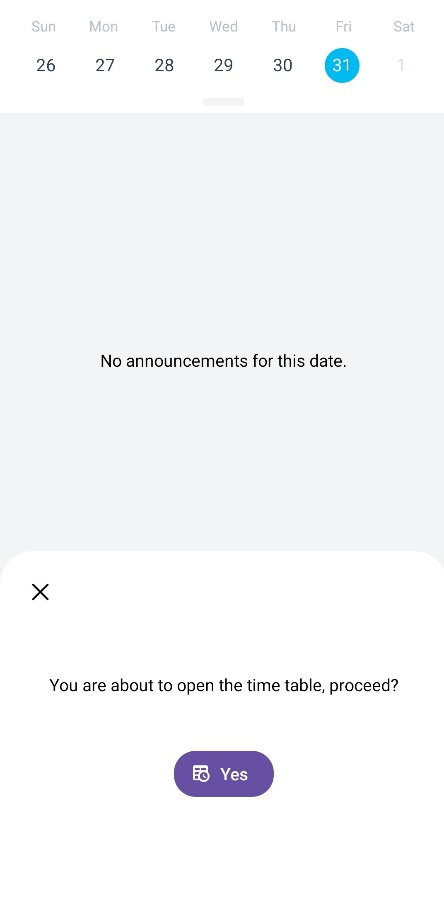 Sun Mon Tue Wed Thu Fri Sat
26 27 28 29 30 31 1
No announcements for this date.
You are about to open the time table, proceed?
Yes